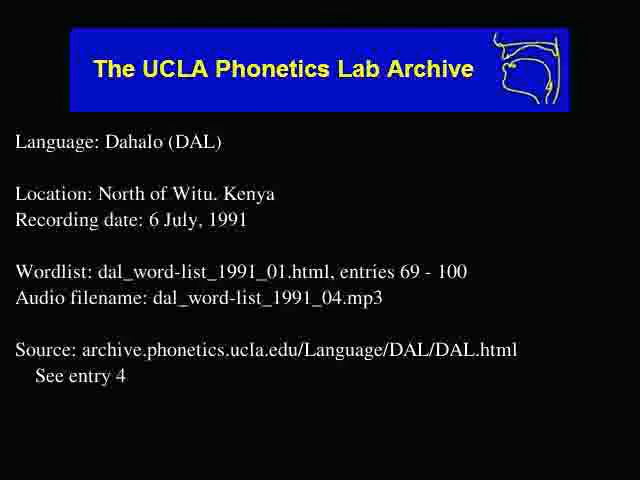 The UCLA Phonetics Lab Archive
Language: Dahalo (DAL)
Location: North of Witu. Kenya
Recording date: 6 July, 1991
Wordlist: dal_word-list_1991_01.html, entries 69 - 100
Audio filename: dal_word-list_1991_04.mp3
Source: archive.phonetics.ucla.edu/Language/DAL/DAL.html
See entry 4